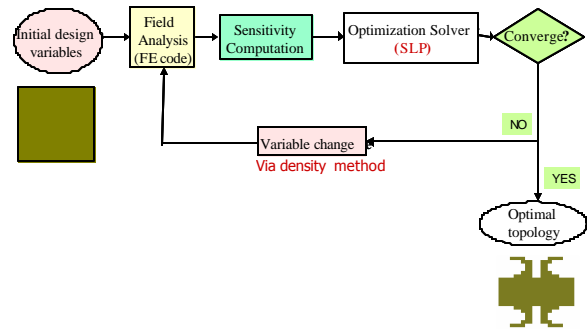 Initial design
variables
Field
Analysis
(FE code)
Sensitivity
Computation
Optimization Solver
(SLP)
Converge?
NO
Variable change
Via density method
YES
Optimal
topology